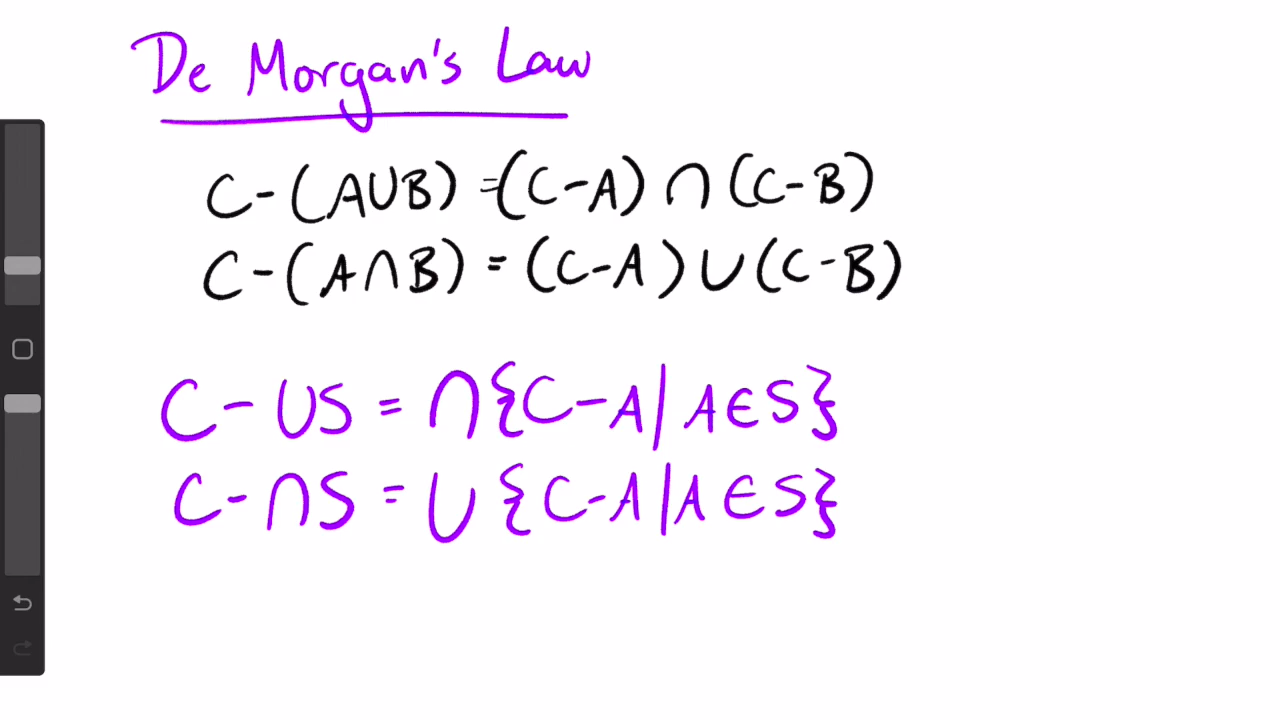 De Morgan's Law
C-(A∪B) =(C-A) ∩ (C-B)
C-(A∩B) = (C-A) ∪ (C-B)
C - ∪S = ∩{C-A | A∈S}
C - ∩S = ∪ {C-A | A∈S}